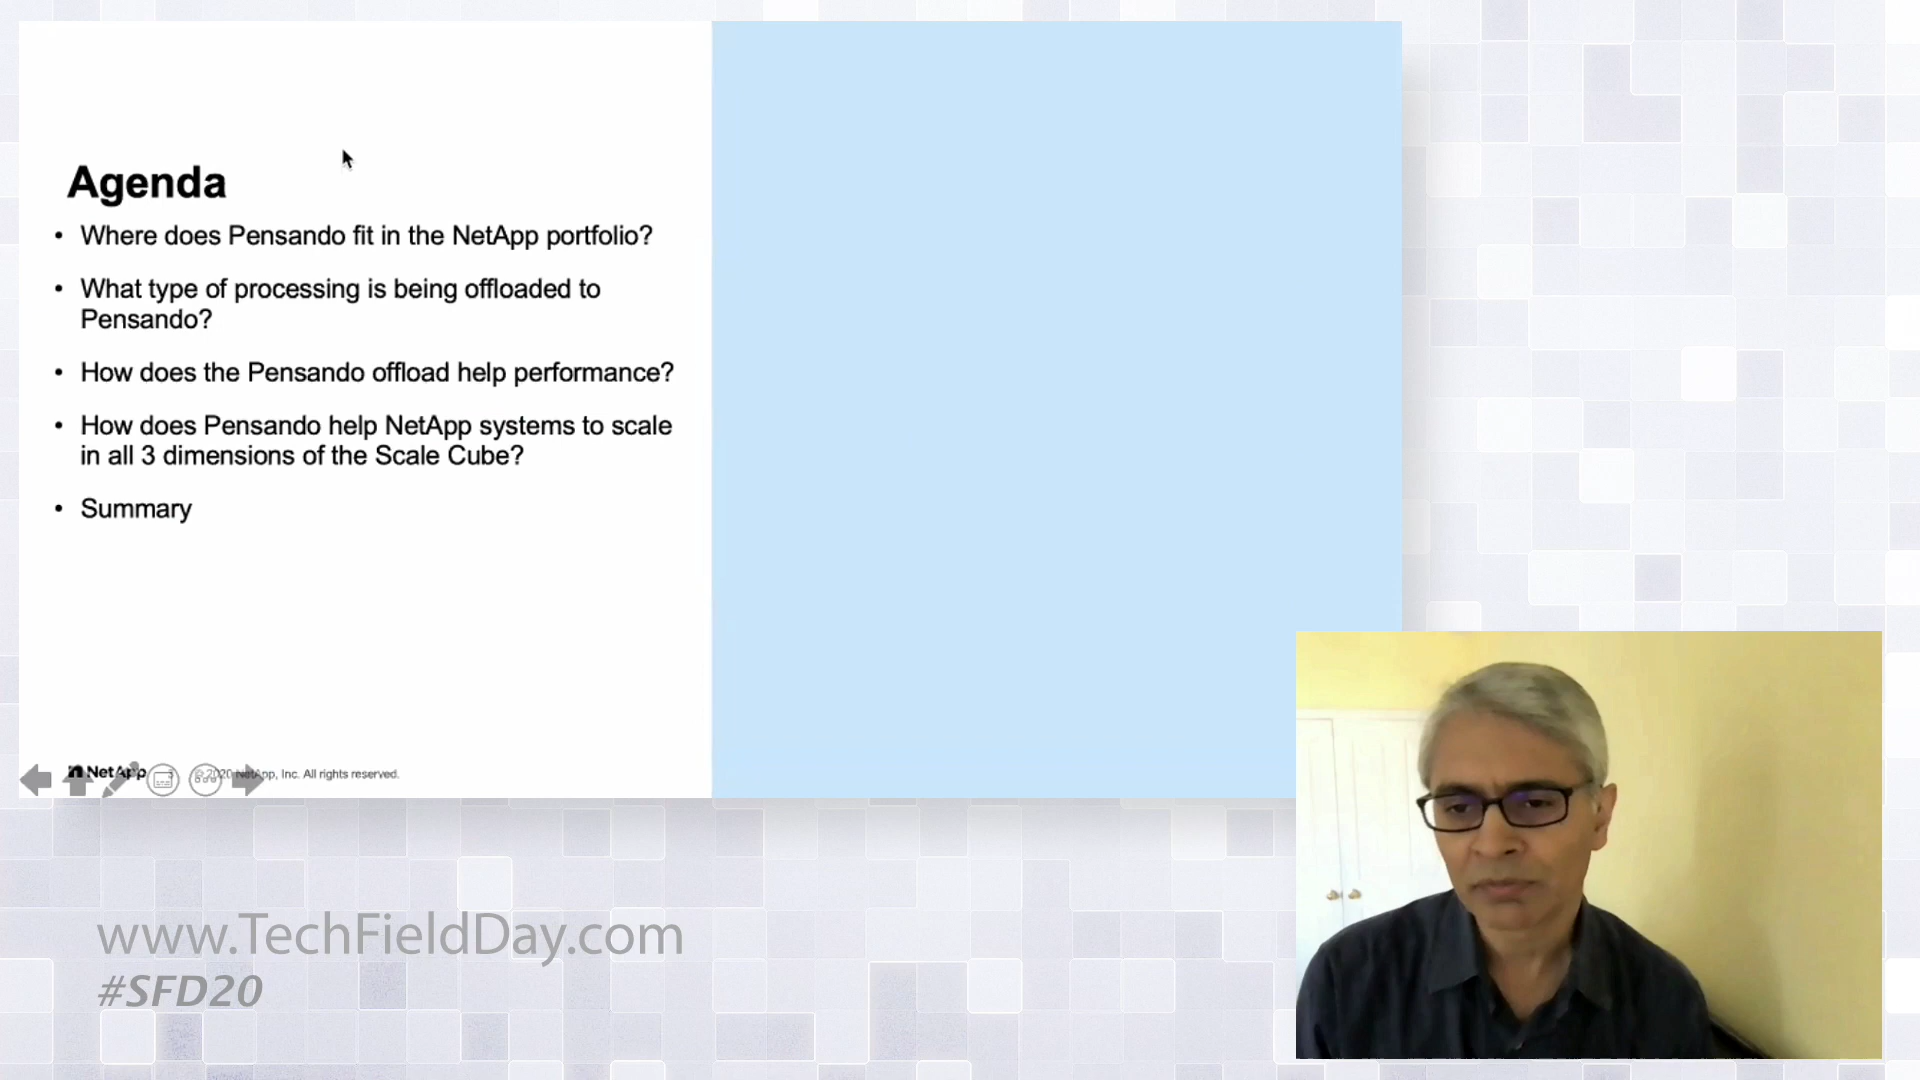 Agenda
• Where does Pensando fit in the NetApp portfolio?
• What type of processing is being offloaded to
Pensando?
• How does the Pensando offload help performance?
• How does Pensando help NetApp systems to scale
in all 3 dimensions of the Scale Cube?
• Summary
NetApp © 2020 NetApp, Inc. All rights reserved.
www.TechFieldDay.com
#SFD20